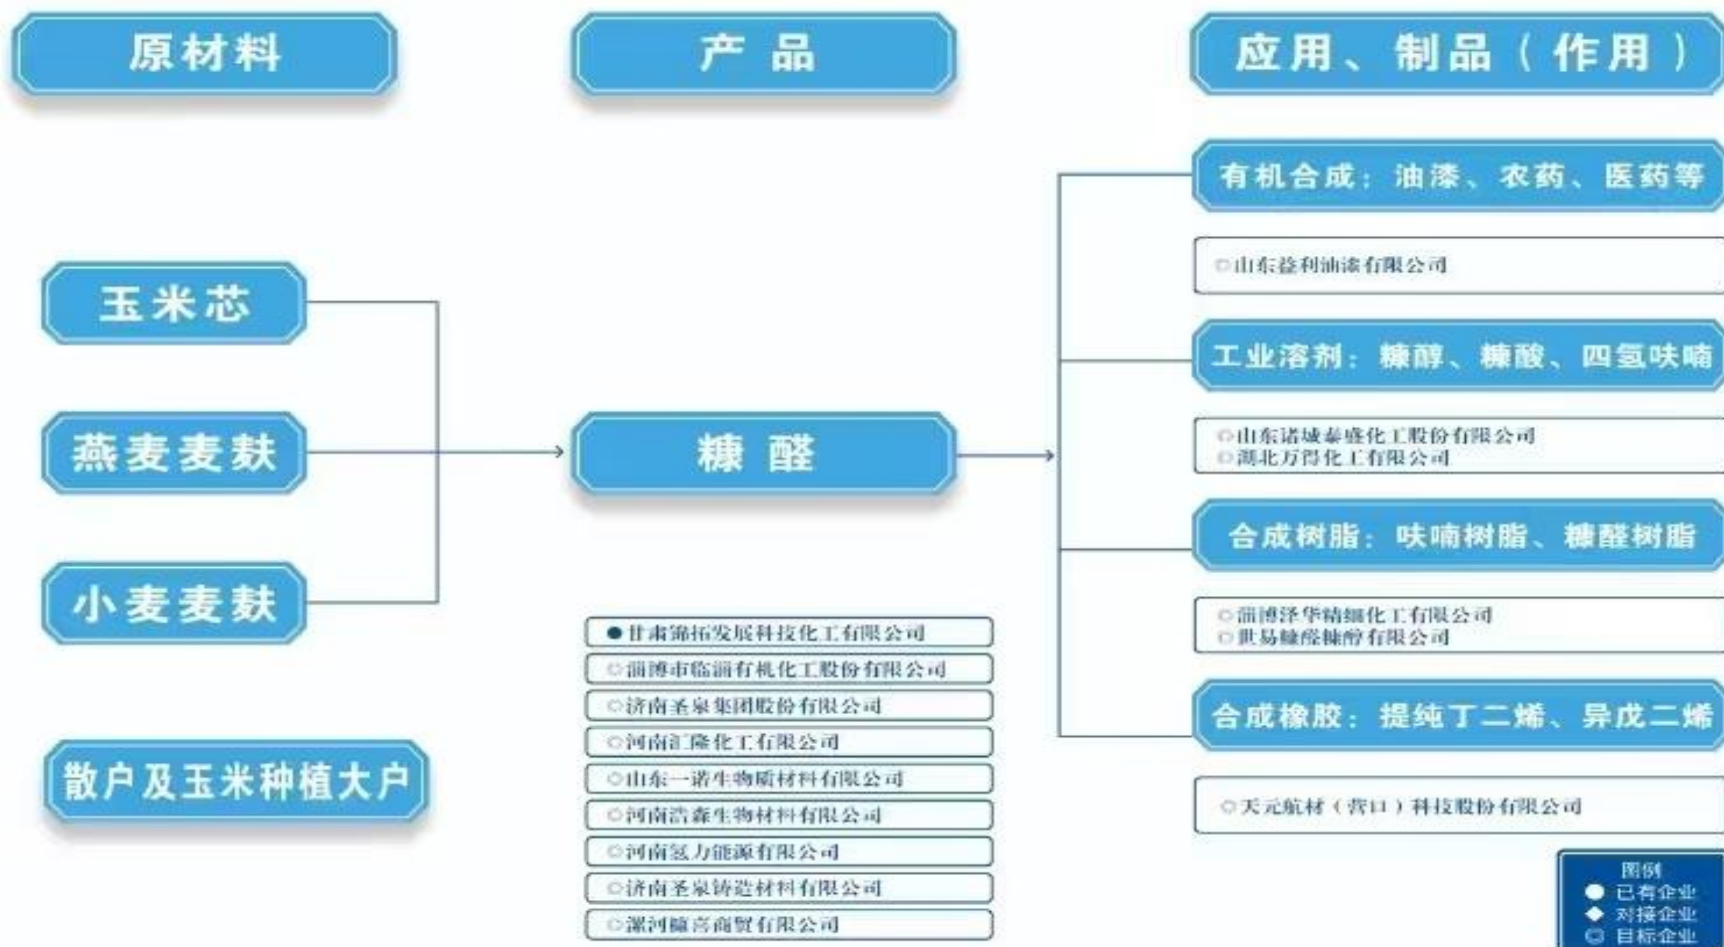 原材料
产品
应用、制品（作用）
玉米芯
燕麦麦麸
小麦麦麸
散户及玉米种植大户
糠醛
●甘肃锦拓发展科技化工有限公司
◎淄博市临淄有机化工股份有限公司
◎济南圣泉集团股份有限公司
◎河南汇隆化工有限公司
◎山东一诺生物质材料有限公司
◎河南浩森生物材料有限公司
◎河南氢力能源有限公司
◎济南圣泉铸造材料有限公司
有机合成：油漆、农药、医药等
◎山东益利油漆有限公司
工业溶剂：糠醇、糠酸、四氢呋喃
◎山东诸城泰盛化工股份有限公司
◎湖北万得化工有限公司
合成树脂：呋喃树脂、糠醛树脂
◎淄博泽华精细化工有限公司
◎世易糠醛糠醇有限公司
合成橡胶：提纯丁二烯、异戊二烯
◎天元航材（营口）科技股份有限公司
图例
● 已有企业
◆ 对接企业
◎ 目标企业